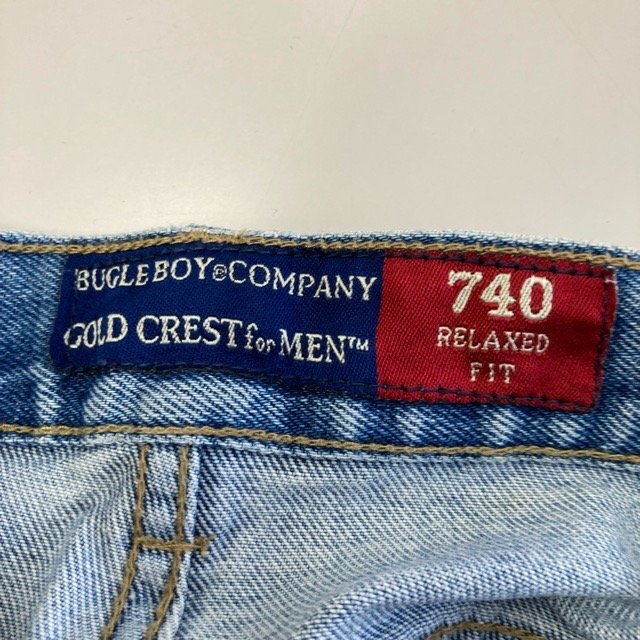 BUGLE BOY® COMPANY
GOLD CREST for MEN™
740
RELAXED
FIT